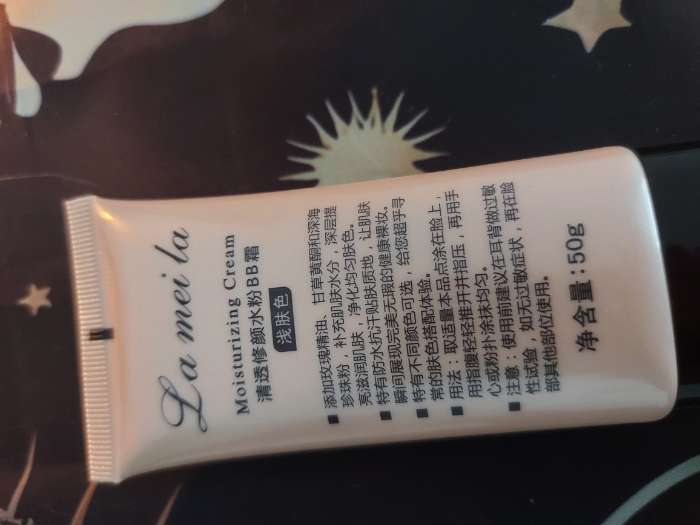 La mei la
Moisturizing Cream
清透修颜水粉BB霜
浅肤色
■ 添加玫瑰精油、甘草黄酮和深海
珍珠粉，补充肌肤水分，深层提
亮滋润肌肤，净化均匀肤色。
■ 特有防水抗汗贴肤质地，让肌肤
瞬间展现完美无瑕的健康裸妆。
■ 特有不同颜色可选，给您超乎寻
常的肤色搭配体验。
■ 用法：取适量本品点涂在脸上，
用指腹轻轻推开并指压，再用手
心或粉扑涂抹均匀。
■ 注意：使用前建议在耳背做过敏
性试验，如无过敏症状，再在脸
部其他部位使用。
净含量：50g